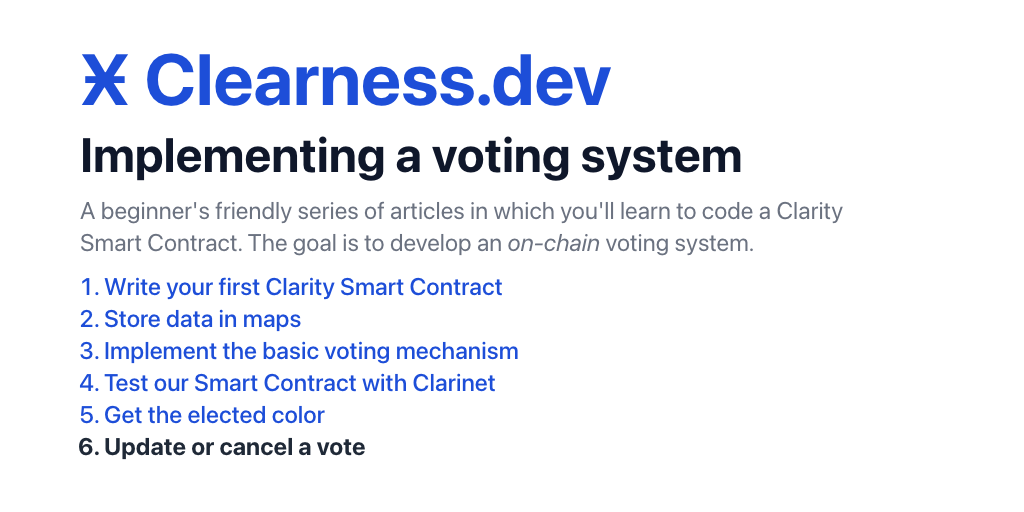 Ӿ Clearness.dev
Implementing a voting system
A beginner's friendly series of articles in which you'll learn to code a Clarity
Smart Contract. The goal is to develop an on-chain voting system.
1. Write your first Clarity Smart Contract
2. Store data in maps
3. Implement the basic voting mechanism
4. Test our Smart Contract with Clarinet
5. Get the elected color
6. Update or cancel a vote